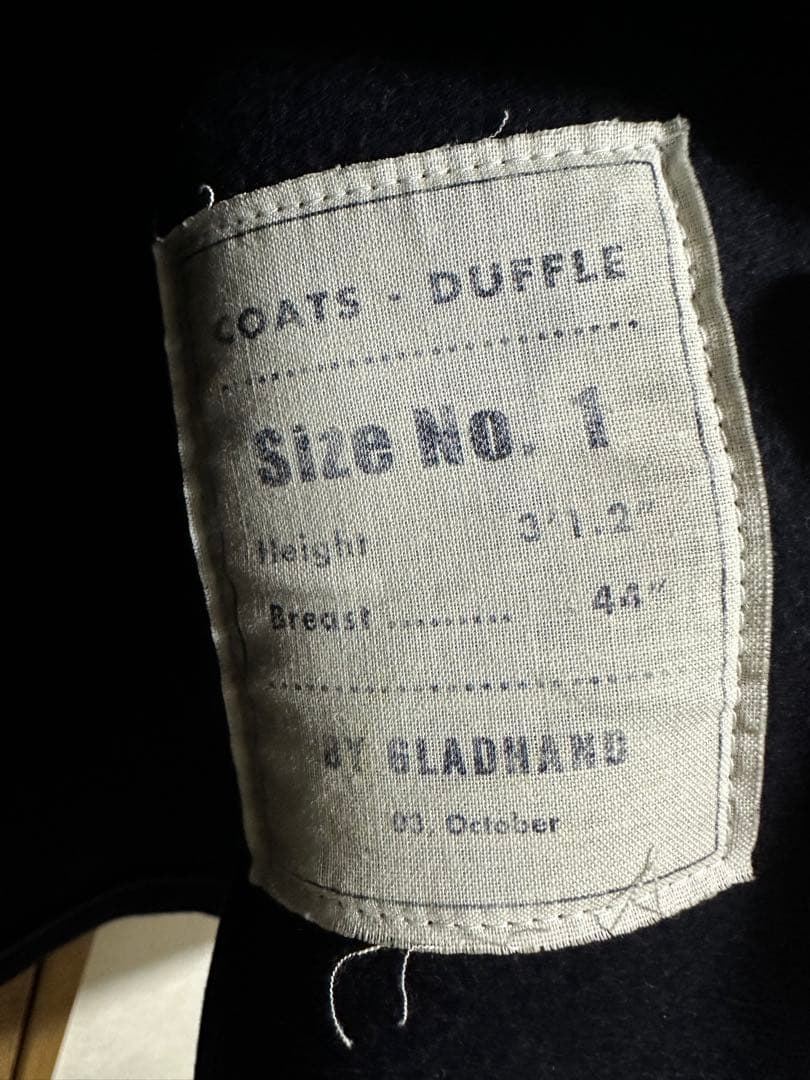 COATS - DUFFLE
Size No. 1
Height 3'1.2"
Breast .......... 44"
BY GLADHAND
03. October